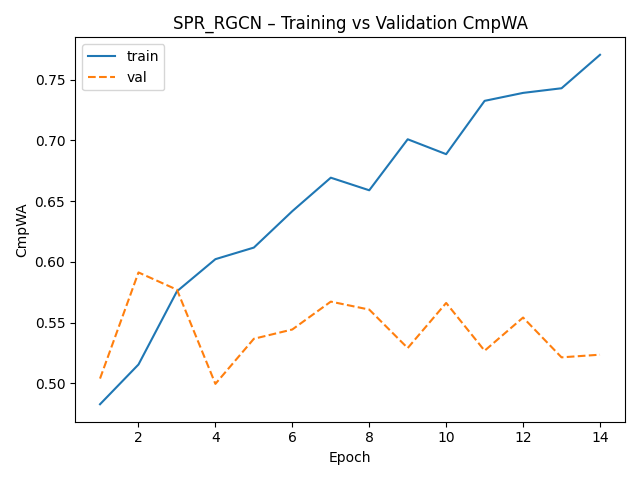 SPR_RGCN – Training vs Validation CmpWA
train
val
CmpWA
0.75
0.70
0.65
0.60
0.55
0.50
2 4 6 8 10 12 14
Epoch